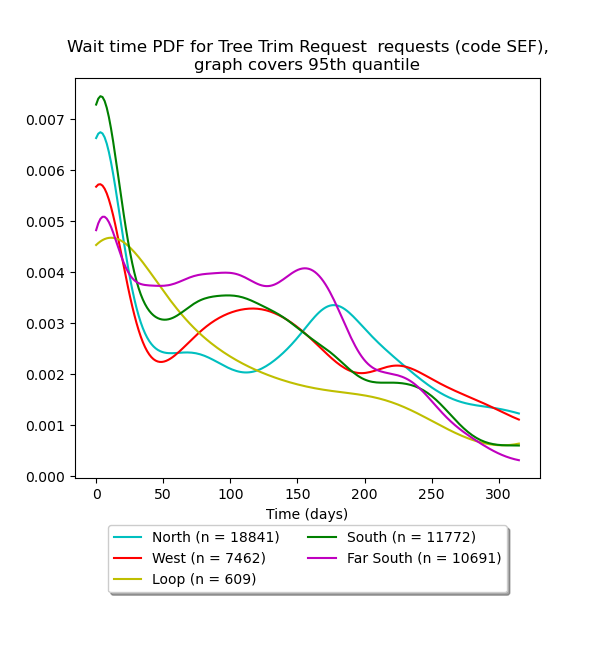 Wait time PDF for Tree Trim Request  requests (code SEF),
graph covers 95th quantile
0.007
0.006
0.005
0.004
0.003
0.002
0.001
0.000
0 50 100 150 200 250 300
Time (days)
North (n = 18841)
West (n = 7462)
Loop (n = 609)
South (n = 11772)
Far South (n = 10691)